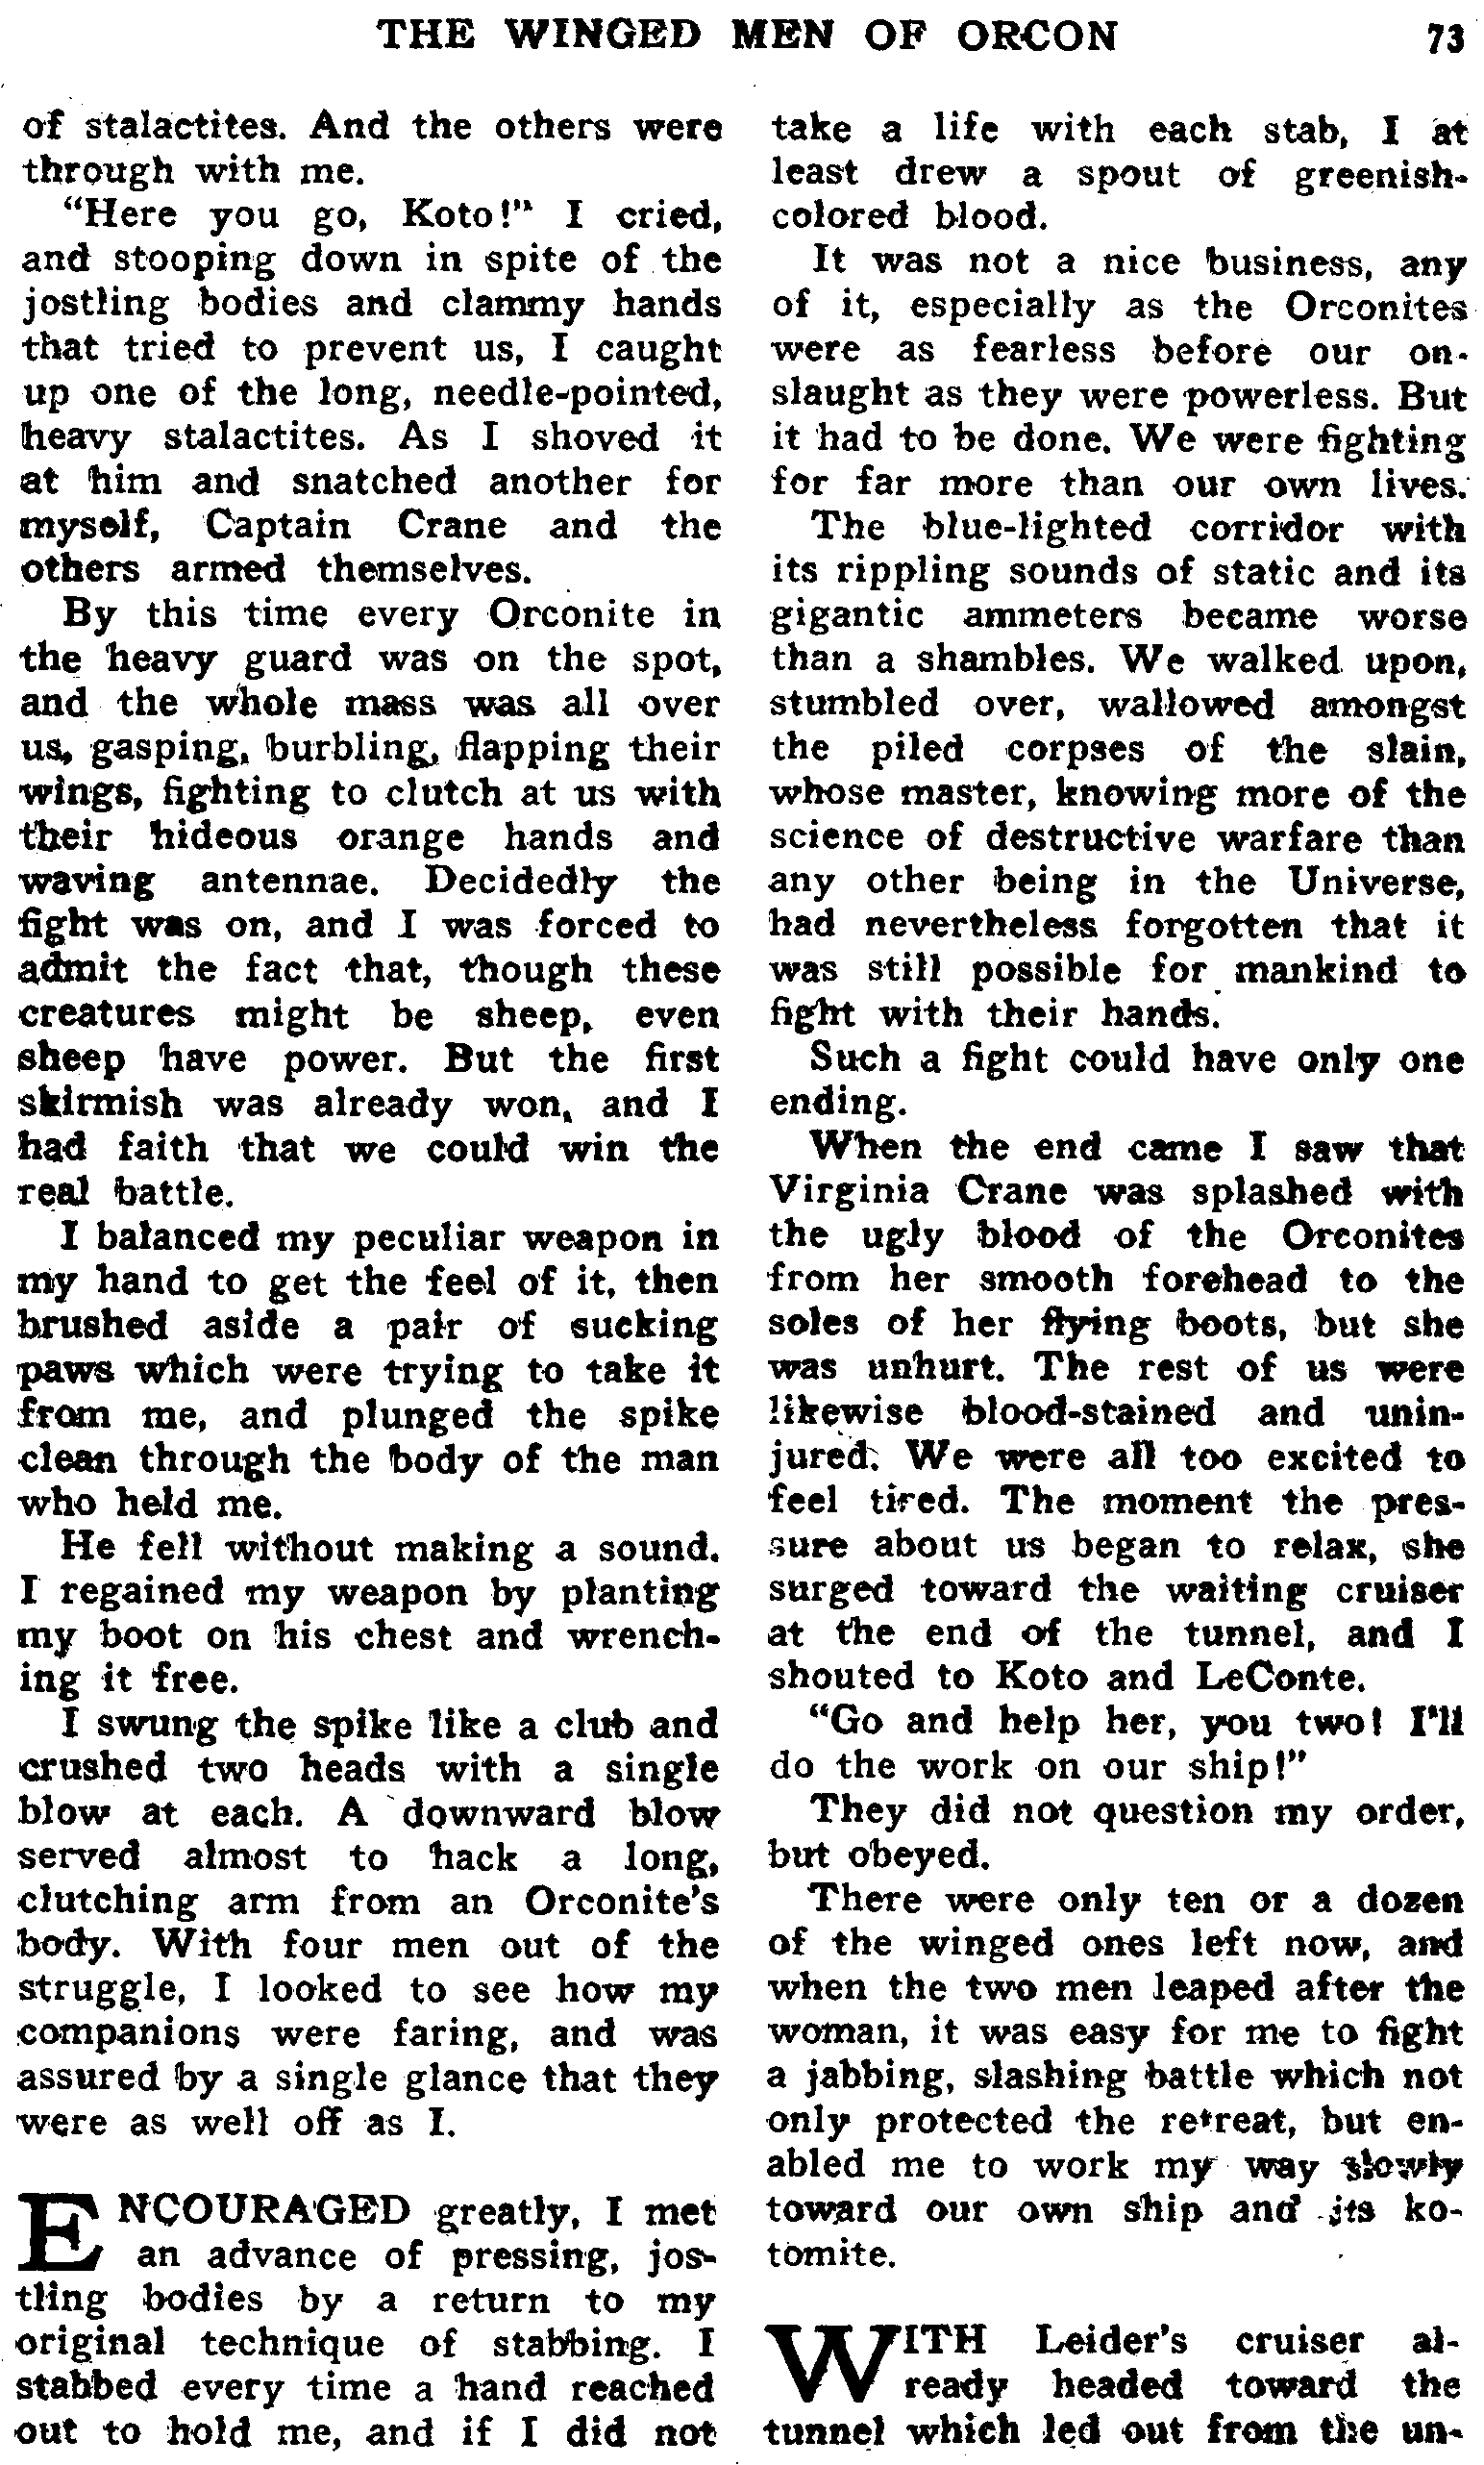 THE WINGED MEN OF ORCON 73
of stalactites. And the others were
through with me.
"Here you go, Koto!" I cried,
and stooping down in spite of the
jostling bodies and clammy hands
that tried to prevent us, I caught
up one of the long, needle-pointed,
heavy stalactites. As I shoved it
at him and snatched another for
myself, Captain Crane and the
others armed themselves.
By this time every Orconite in
the heavy guard was on the spot,
and the whole mass was all over
us, gasping, burbling, flapping their
wings, fighting to clutch at us with
their hideous orange hands and
waving antennae. Decidedly the
fight was on, and I was forced to
admit the fact that, though these
creatures might be sheep, even
sheep have power. But the first
skirmish was already won, and I
had faith that we could win the
real battle.
I balanced my peculiar weapon in
my hand to get the feel of it, then
brushed aside a pair of sucking
paws which were trying to take it
from me, and plunged the spike
clean through the body of the man
who held me.
He fell without making a sound.
I regained my weapon by planting
my boot on his chest and wrench-
ing it free.
I swung the spike like a club and
crushed two heads with a single
blow at each. A downward blow
served almost to hack a long,
clutching arm from an Orconite's
body. With four men out of the
struggle, I looked to see how my
companions were faring, and was
assured by a single glance that they
were as well off as I.
ENCOURAGED greatly, I met
an advance of pressing, jos-
tling bodies by a return to my
original technique of stabbing. I
stabbed every time a hand reached
out to hold me, and if I did not
take a life with each stab, I at
least drew a spout of greenish-
colored blood.
It was not a nice business, any
of it, especially as the Orconites
were as fearless before our on-
slaught as they were powerless. But
it had to be done. We were fighting
for far more than our own lives.
The blue-lighted corridor with
its rippling sounds of static and its
gigantic ammeters became worse
than a shambles. We walked upon,
stumbled over, wallowed amongst
the piled corpses of the slain,
whose master, knowing more of the
science of destructive warfare than
any other being in the Universe,
had nevertheless forgotten that it
was still possible for mankind to
fight with their hands.
Such a fight could have only one
ending.
When the end came I saw that
Virginia Crane was splashed with
the ugly blood of the Orconites
from her smooth forehead to the
soles of her flying boots, but she
was unhurt. The rest of us were
likewise blood-stained and unin-
jured. We were all too excited to
feel tired. The moment the pres-
sure about us began to relax, she
surged toward the waiting cruiser
at the end of the tunnel, and I
shouted to Koto and LeConte.
"Go and help her, you two! I'll
do the work on our ship!"
They did not question my order,
but obeyed.
There were only ten or a dozen
of the winged ones left now, and
when the two men leaped after the
woman, it was easy for me to fight
a jabbing, slashing battle which not
only protected the retreat, but en-
abled me to work my way slowly
toward our own ship and its ko-
tomite.
WITH Leider's cruiser al-
ready headed toward the
tunnel which led out from the un-